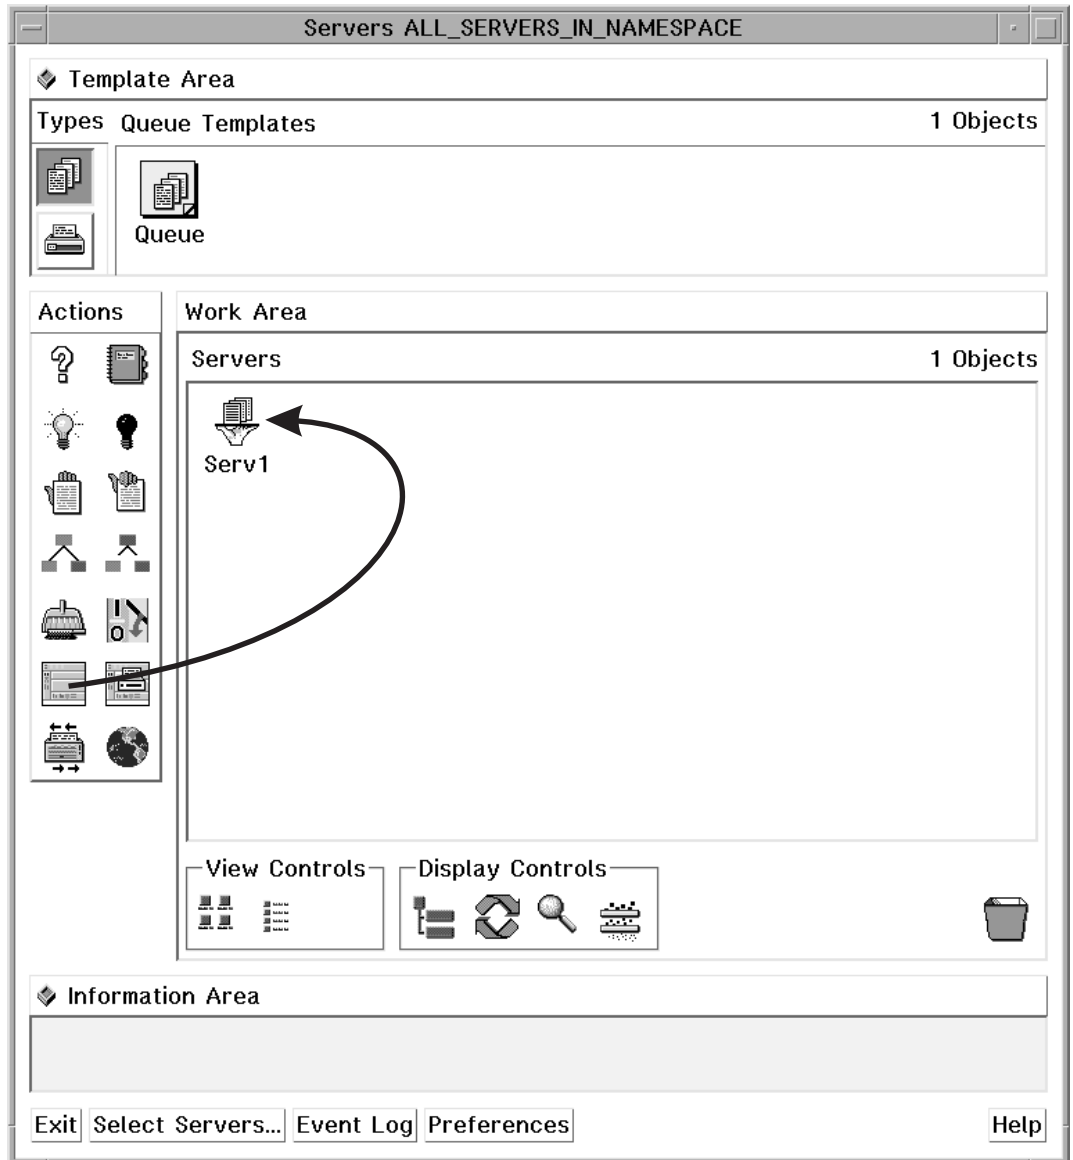 Servers ALL_SERVERS_IN_NAMESPACE
Template Area
Types Queue Templates 1 Objects
Queue
Actions
Work Area
Servers 1 Objects
Serv1
View Controls
Display Controls
Information Area
Exit Select Servers... Event Log Preferences Help